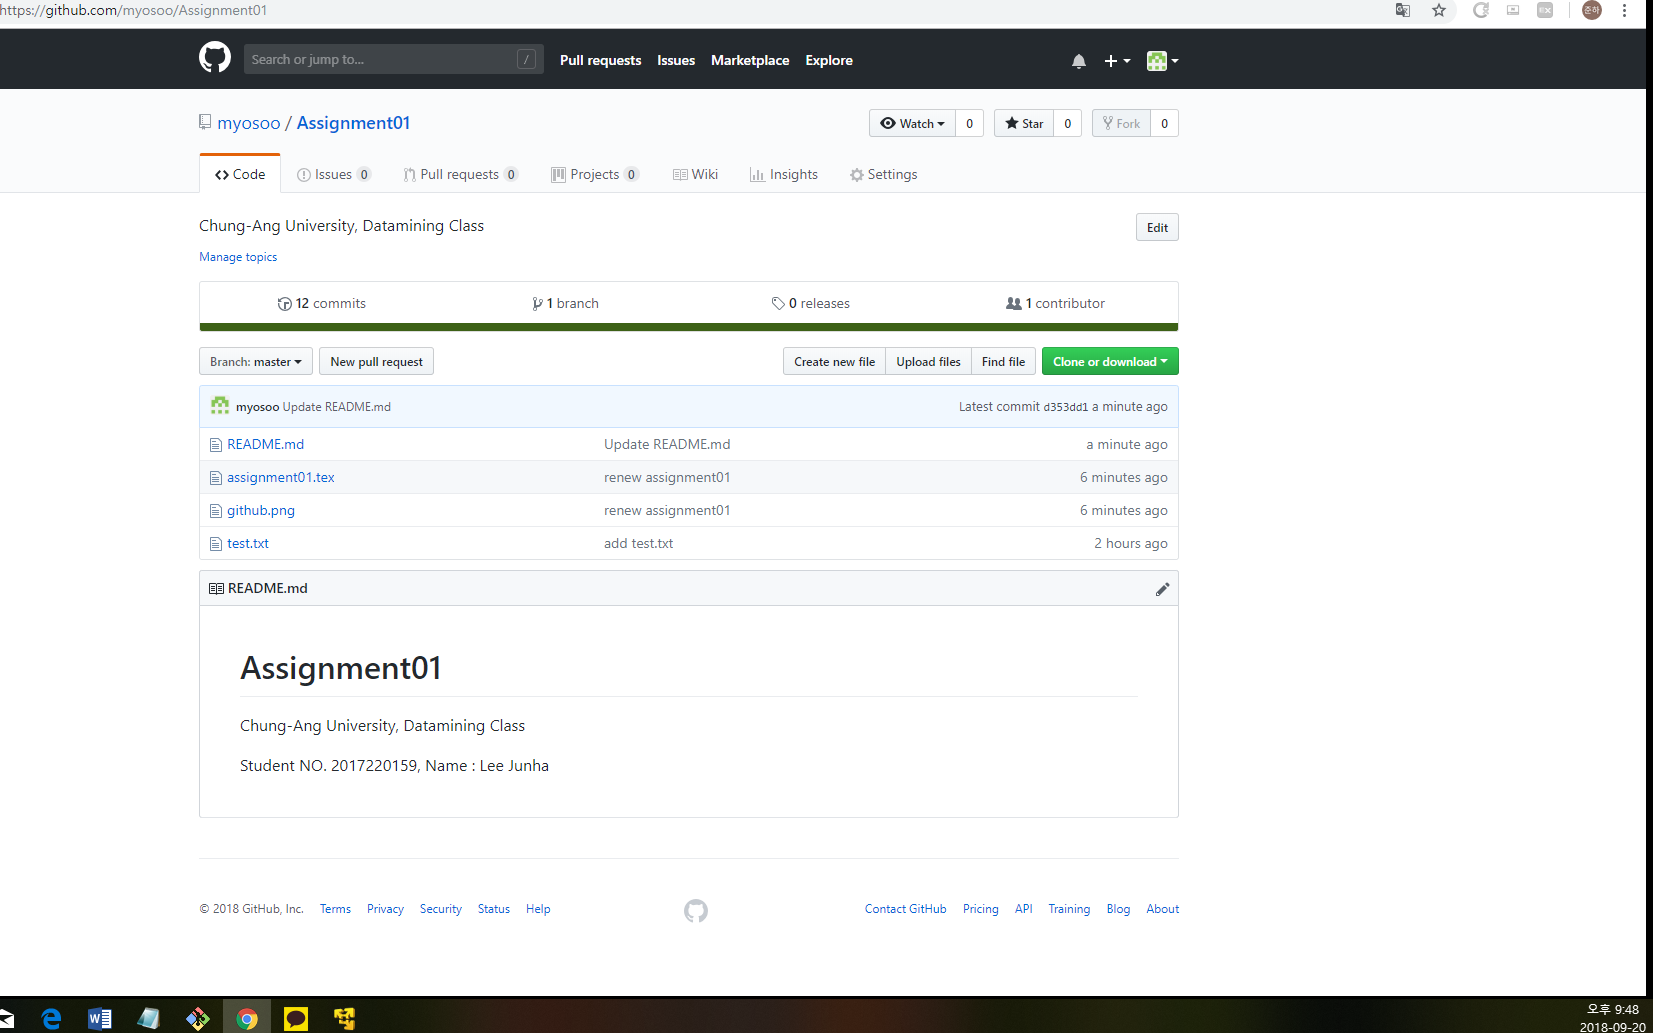 https://github.com/myosoo/Assignment01
Search or jump to... / Pull requests Issues Marketplace Explore
myosoo / Assignment01 Watch 0 Star 0 Fork 0
Code Issues 0 Pull requests 0 Projects 0 Wiki Insights Settings
Chung-Ang University, Datamining Class Edit
Manage topics
12 commits 1 branch 0 releases 1 contributor
Branch: master New pull request Create new file Upload files Find file Clone or download
myosoo Update README.md Latest commit d353dd1 a minute ago
README.md Update README.md a minute ago
assignment01.tex renew assignment01 6 minutes ago
github.png renew assignment01 6 minutes ago
test.txt add test.txt 2 hours ago
README.md
Assignment01
Chung-Ang University, Datamining Class
Student NO. 2017220159, Name : Lee Junha
© 2018 GitHub, Inc. Terms Privacy Security Status Help Contact GitHub Pricing API Training Blog About
오후 9:48
2018-09-20